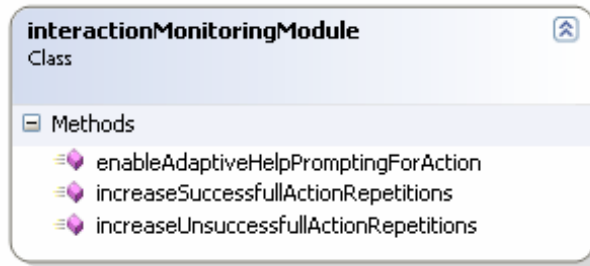 interactionMonitoringModule
Class
Methods
enableAdaptiveHelpPromptingForAction
increaseSuccessfullActionRepetitions
increaseUnsuccessfullActionRepetitions